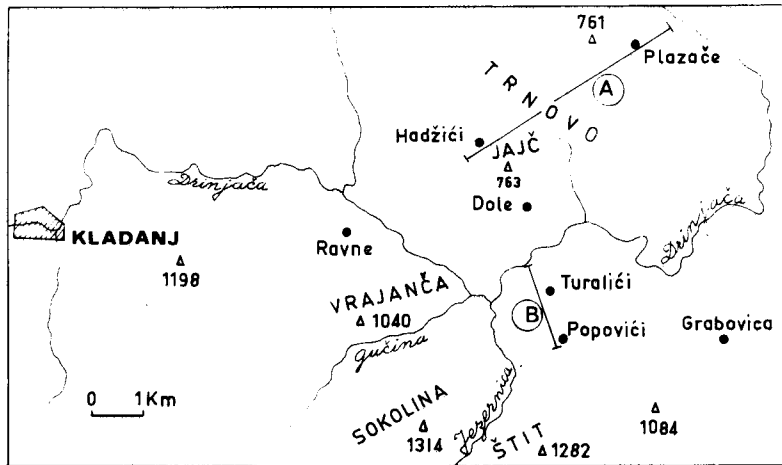 761
Plazače
TRNOVO
A
Hadžići
JAJČ
763
Drinjača
Dole
KLADANJ
Ravne
Drinjača
1198
VRAJANČA
Turalići
1040
B
Popovići
Grabovica
gučina
0 1Km
SOKOLINA
Jezernica
1314
ŠTIT
1282
1084